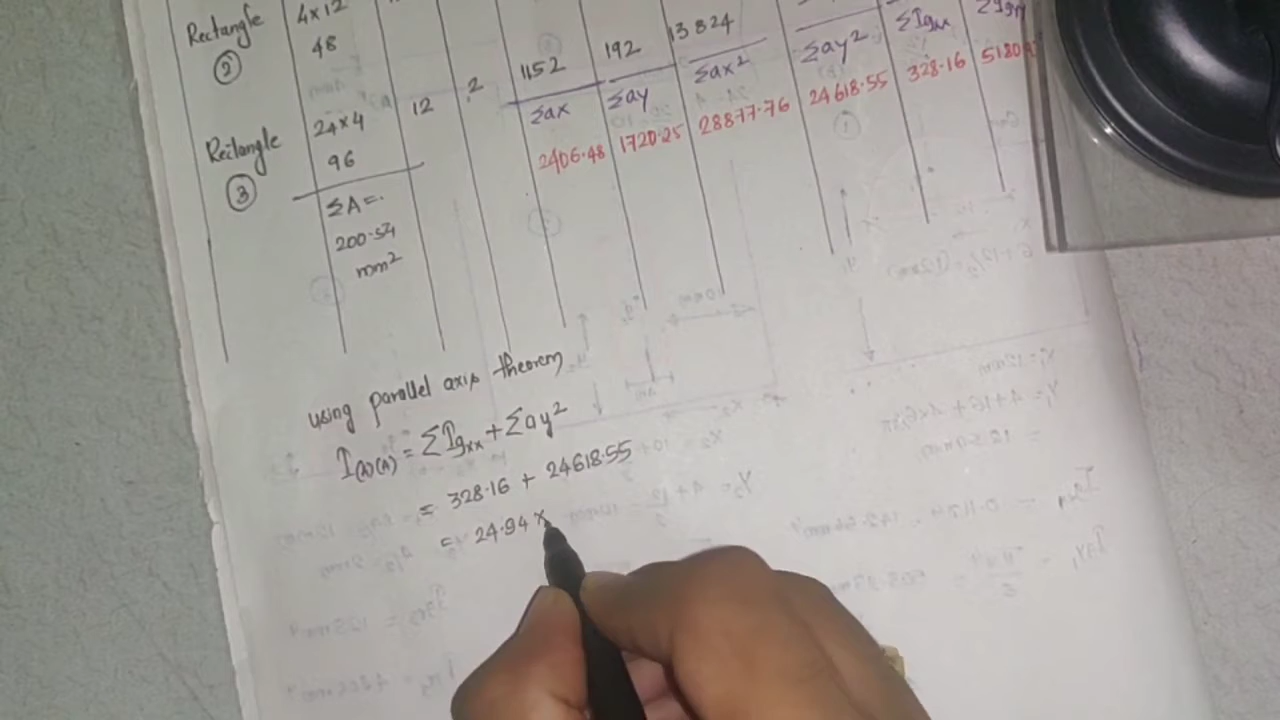 Rectangle
②
4x12
48
1152
192
13824
Σax
Σay
Σax²
Σay²
ΣIgxx
ΣIgyy
Rectangle
③
24x4
96
12
2
2406.48
1720.25
28877.76
24618.55
328.16
5180.
ΣA=
200.54
mm²
using parallel axis theorem
= ΣIgxx + Σay²
= 328.16 + 24618.55
= 24.94 x